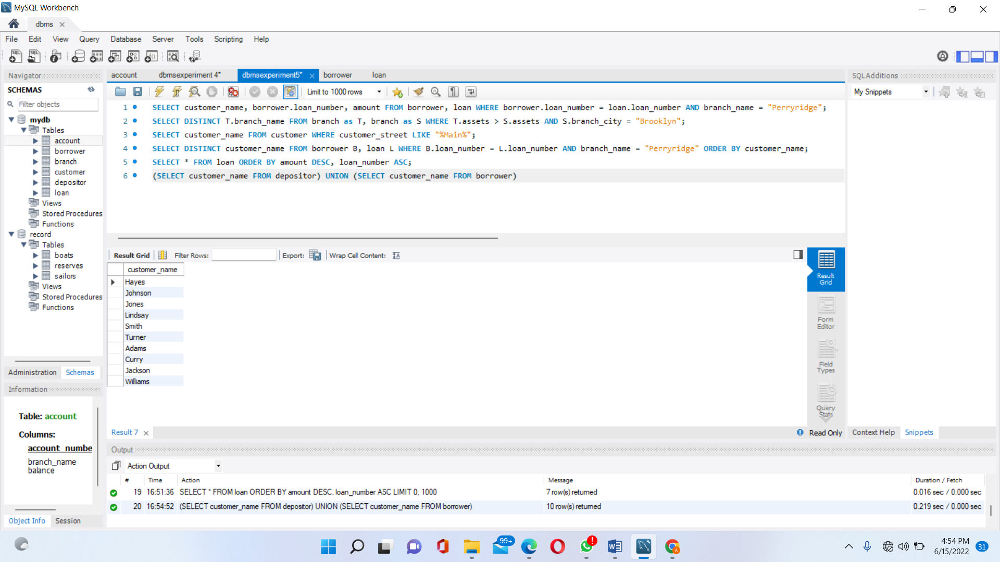 MySQL Workbench
dbms
File Edit View Query Database Server Tools Scripting Help
Navigator
SCHEMAS
Filter objects
mydb
Tables
account
borrower
branch
customer
depositor
loan
Views
Stored Procedures
Functions
record
Tables
boats
reserves
sailors
Views
Stored Procedures
Functions
Administration Schemas
Information
Table: account
Columns:
account_numbe
branch_name
balance
Object Info Session
account dbmsexperiment 4* dbmsexperiment5* borrower loan
Limit to 1000 rows
1 SELECT customer_name, borrower.loan_number, amount FROM borrower, loan WHERE borrower.loan_number = loan.loan_number AND branch_name = "Perryridge";
2 SELECT DISTINCT T.branch_name FROM branch as T, branch as S WHERE T.assets > S.assets AND S.branch_city = "Brooklyn";
3 SELECT customer_name FROM customer WHERE customer_street LIKE "%Main%";
4 SELECT DISTINCT customer_name FROM borrower B, loan L WHERE B.loan_number = L.loan_number AND branch_name = "Perryridge" ORDER BY customer_name;
5 SELECT * FROM loan ORDER BY amount DESC, loan_number ASC;
6 (SELECT customer_name FROM depositor) UNION (SELECT customer_name FROM borrower)
Result Grid Filter Rows: Export: Wrap Cell Content:
customer_name
Hayes
Johnson
Jones
Lindsay
Smith
Turner
Adams
Curry
Jackson
Williams
Result
Grid
Form
Editor
Field
Types
Query
Stats
Result 7
Read Only
SQLAdditions
My Snippets
Context Help Snippets
Output
Action Output
# Time Action Message Duration / Fetch
19 16:51:36 SELECT * FROM loan ORDER BY amount DESC, loan_number ASC LIMIT 0, 1000 7 row(s) returned 0.016 sec / 0.000 sec
20 16:54:52 (SELECT customer_name FROM depositor) UNION (SELECT customer_name FROM borrower) 10 row(s) returned 0.219 sec / 0.000 sec
99+
4:54 PM
6/15/2022
31